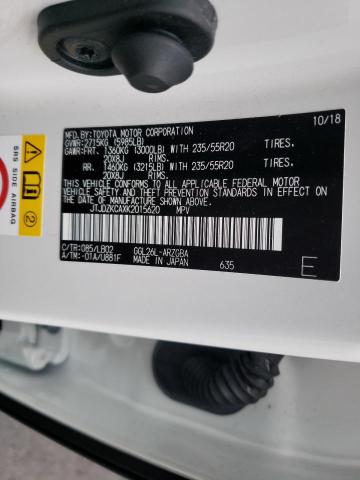 MFD.BY:TOYOTA MOTOR CORPORATION 10/18
GVWR:2715KG (5985LB)
GAWR:FRT. 1360KG (3000LB) WITH 235/55R20 TIRES.
20X8J RIMS.
RR. 1460KG (3215LB) WITH 235/55R20 TIRES.
20X8J RIMS.
THIS VEHICLE CONFORMS TO ALL APPLICABLE FEDERAL MOTOR
VEHICLE SAFETY AND THEFT PREVENTION STANDARDS IN EFFECT
ON THE DATE OF MANUFACTURE SHOWN ABOVE.
JTJDZKCAXK2015620 MPV
C/TR:085/LB02 GGL26L-ARZGBA
A/TM:-01A/U881F MADE IN JAPAN 635 E
SRS SIDE AIRBAG
2